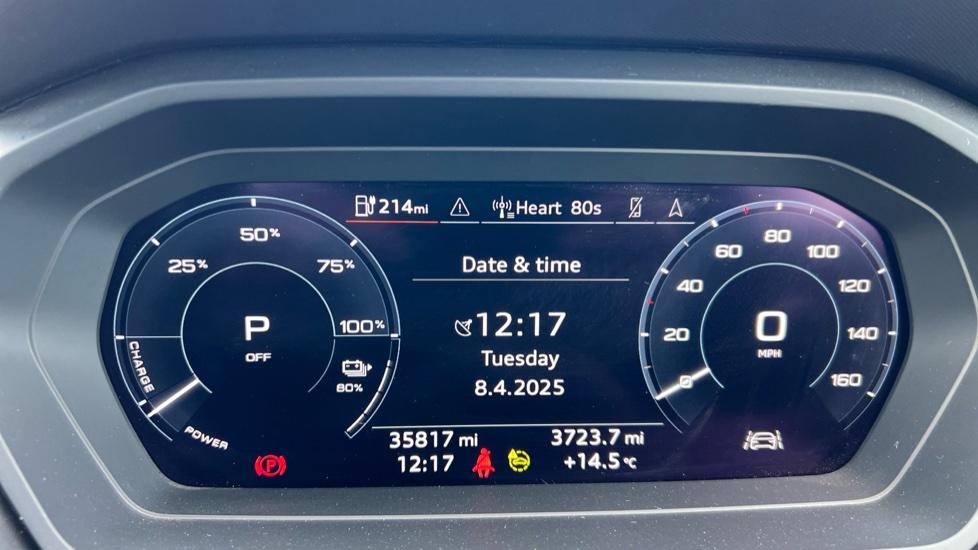 214mi
Heart 80s
50%
25%
75%
100%
CHARGE
POWER
P
OFF
80%
Date & time
12:17
Tuesday
8.4.2025
80
60
100
40
120
20
140
0
160
0
MPH
35817 mi
3723.7 mi
12:17
+14.5°C
P